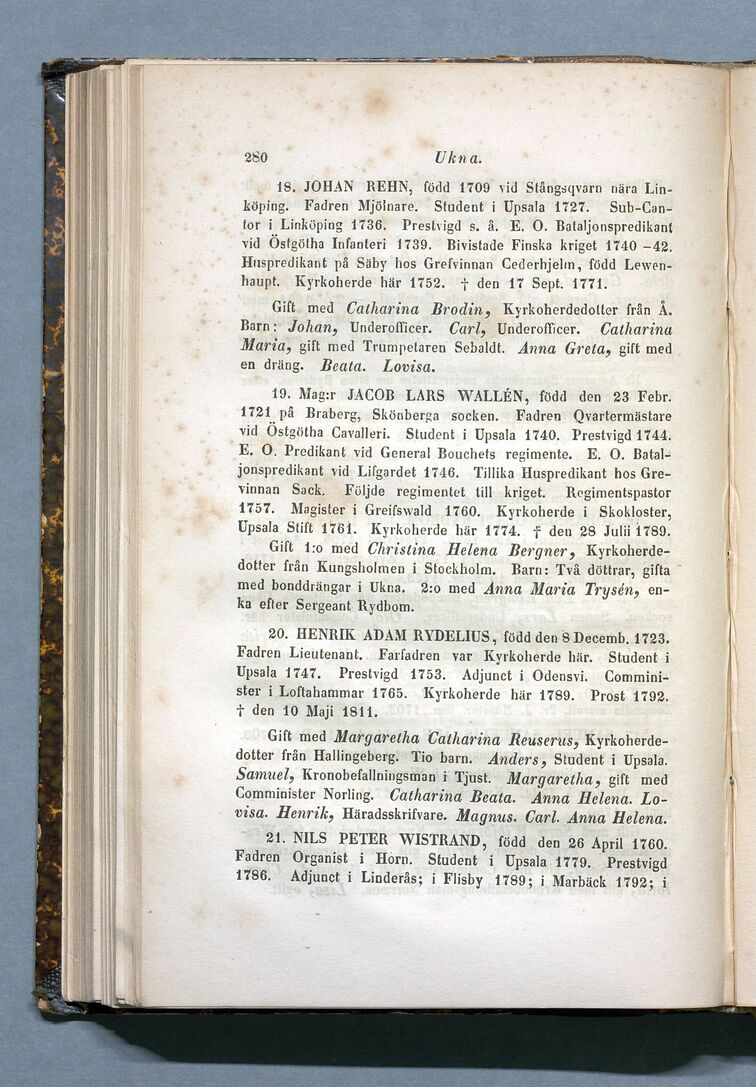 280 Ukna.
18. JOHAN REHN, född 1709 vid Stångsqvarn nära Lin-
köping. Fadren Mjölnare. Student i Upsala 1727. Sub-Can-
tor i Linköping 1736. Prestvigd s. å. E. O. Bataljonspredikant
vid Östgötha Infanteri 1739. Bivistade Finska kriget 1740–42.
Huspredikant på Säby hos Grefvinnan Cederhjelm, född Lewen-
haupt. Kyrkoherde här 1752. † den 17 Sept. 1771.
Gift med Catharina Brodin, Kyrkoherdedotter från Å.
Barn: Johan, Underofficer. Carl, Underofficer. Catharina
Maria, gift med Trumpetaren Sebaldt. Anna Greta, gift med
en dräng. Beata. Lovisa.
19. Mag:r JACOB LARS WALLÉN, född den 23 Febr.
1721 på Braberg, Skönberga socken. Fadren Qvartermästare
vid Östgötha Cavalleri. Student i Upsala 1740. Prestvigd 1744.
E. O. Predikant vid General Bouchets regimente. E. O. Batal-
jonspredikant vid Lifgardet 1746. Tillika Huspredikant hos Gre-
vinnan Sack. Följde regimentet till kriget. Regimentspastor
1757. Magister i Greifswald 1760. Kyrkoherde i Skokloster,
Upsala Stift 1761. Kyrkoherde här 1774. † den 28 Julii 1789.
Gift 1:o med Christina Helena Bergner, Kyrkoherde-
dotter från Kungsholmen i Stockholm. Barn: Två döttrar, gifta
med bonddrängar i Ukna. 2:o med Anna Maria Trysén, en-
ka efter Sergeant Rydbom.
20. HENRIK ADAM RYDELIUS, född den 8 Decemb. 1723.
Fadren Lieutenant. Farfadren var Kyrkoherde här. Student i
Upsala 1747. Prestvigd 1753. Adjunct i Odensvi. Commini-
ster i Loftahammar 1765. Kyrkoherde här 1789. Prost 1792.
† den 10 Maji 1811.
Gift med Margaretha Catharina Reuserus, Kyrkoherde-
dotter från Hallingeberg. Tio barn. Anders, Student i Upsala.
Samuel, Kronobefallningsman i Tjust. Margaretha, gift med
Comminister Norling. Catharina Beata. Anna Helena. Lo-
visa. Henrik, Häradsskrifvare. Magnus. Carl. Anna Helena.
21. NILS PETER WISTRAND, född den 26 April 1760.
Fadren Organist i Horn. Student i Upsala 1779. Prestvigd
1786. Adjunct i Linderås; i Flisby 1789; i Marbäck 1792; i